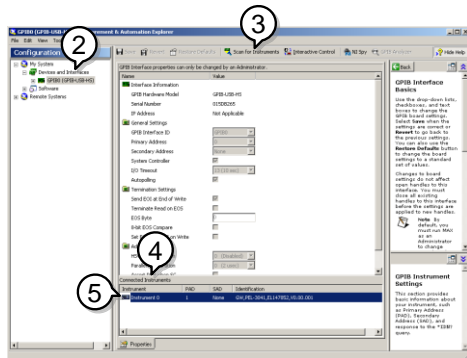 GPIB0 (GPIB-USB-HS)
& Automation Explorer
File Edit View Tools
Save Revert Restore Defaults Scan for Instruments Interactive Control NI Spy GPIB Analyzer Hide Help
Configuration
My System
Devices and Interfaces
GPIB0 (GPIB-USB-HS)
Software
Remote Systems
2
3
GPIB Interface properties can only be changed by an Administrator.
Name Value
Interface Information
GPIB Hardware Model GPIB-USB-HS
Serial Number 015DB265
IP Address Not Applicable
General Settings
GPIB Interface ID GPIB0
Primary Address 0
Secondary Address None
System Controller
I/O Timeout
Autopolling
Termination Settings
Send EOI at End of Write
Terminate Read on EOS
EOS Byte 0
8-bit EOS Compare
4
Connected Instruments
Instrument PAD SAD Identification
5
Instrument 0 1 None
Properties
Back
GPIB Interface
Basics
Use the drop-down lists,
checkboxes, and text
boxes to change the
GPIB board settings.
Select Save when the
settings are correct or
Revert to go back to
the previous settings.
You can also use the
Restore Defaults button
to change the board
settings to a standard
set of values.
Changes to board
settings do not affect
open handles to this
interface. You must
close all existing
handles to this interface
before the settings are
applied to new handles.
Note By
default, you
must run MAX
as an
Administrator
to change
GPIB Instrument
Settings
This section provides
basic information about
your instrument, such
as Primary Address
(PAD), Secondary
Address (SAD), and
response to the *IDN?
query.